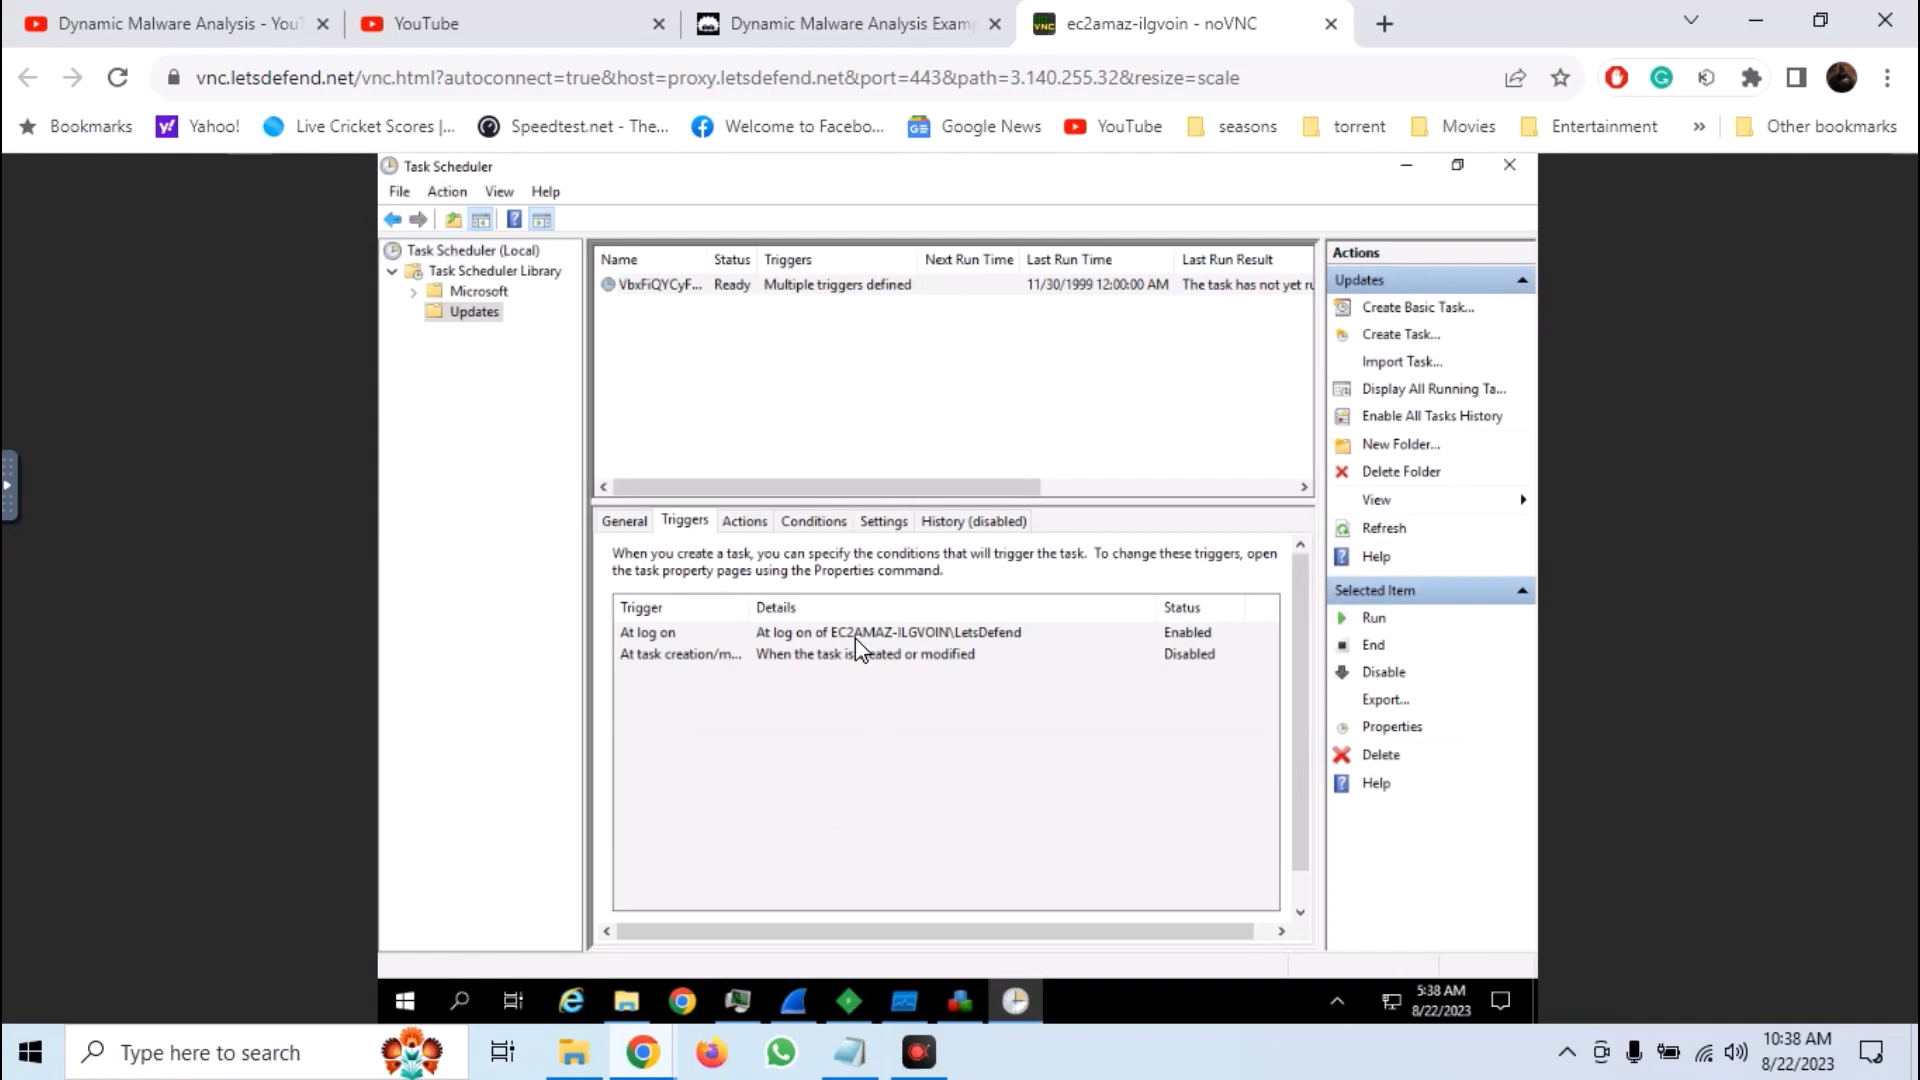 Dynamic Malware Analysis - You
YouTube
Dynamic Malware Analysis Exam
ec2amaz-ilgvoin - noVNC
vnc.letsdefend.net/vnc.html?autoconnect=true&host=proxy.letsdefend.net&port=443&path=3.140.255.32&resize=scale
Bookmarks
Yahoo!
Live Cricket Scores |...
Speedtest.net - The...
Welcome to Facebo...
Google News
YouTube
seasons
torrent
Movies
Entertainment
»
Other bookmarks
Task Scheduler
File Action View Help
Task Scheduler (Local)
Task Scheduler Library
Microsoft
Updates
Name Status Triggers Next Run Time Last Run Time Last Run Result
VbxFiQYCyF... Ready Multiple triggers defined 11/30/1999 12:00:00 AM The task has not yet ru
General Triggers Actions Conditions Settings History (disabled)
When you create a task, you can specify the conditions that will trigger the task. To change these triggers, open
the task property pages using the Properties command.
Trigger Details Status
At log on At log on of EC2AMAZ-ILGVOIN\LetsDefend Enabled
At task creation/m... When the task is created or modified Disabled
Actions
Updates
Create Basic Task...
Create Task...
Import Task...
Display All Running Ta...
Enable All Tasks History
New Folder...
Delete Folder
View
Refresh
Help
Selected Item
Run
End
Disable
Export...
Properties
Delete
Help
5:38 AM
8/22/2023
Type here to search
10:38 AM
8/22/2023